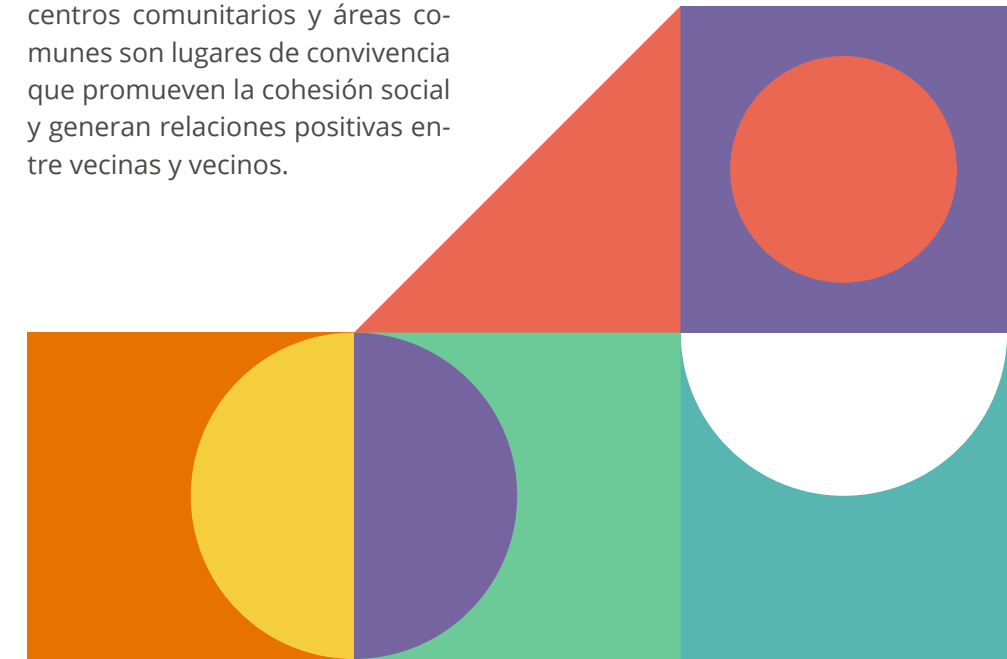 centros comunitarios y áreas co-
munes son lugares de convivencia
que promueven la cohesión social
y generan relaciones positivas en-
tre vecinas y vecinos.